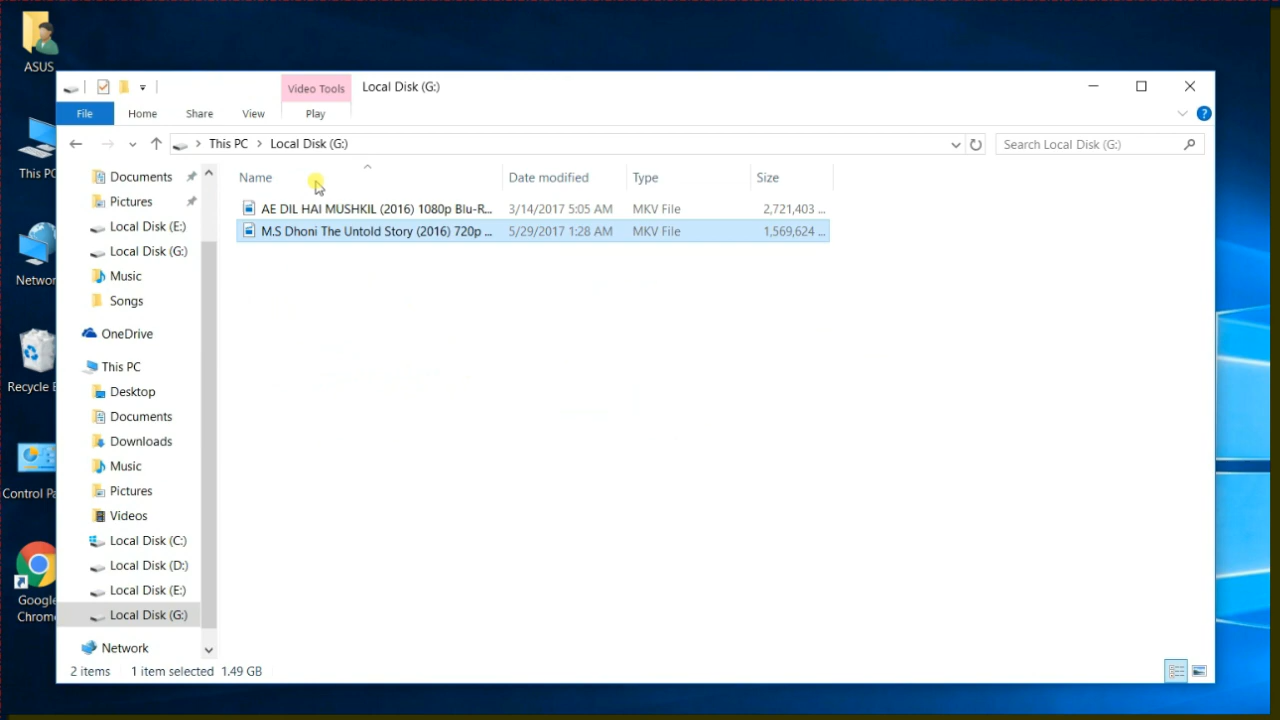 ASUS
This PC
Network
Recycle B
Control Pa
Google
Chrome
Video Tools
Local Disk (G:)
File
Home
Share
View
Play
This PC
Local Disk (G:)
Search Local Disk (G:)
Documents
Pictures
Local Disk (E:)
Local Disk (G:)
Music
Songs
OneDrive
This PC
Desktop
Documents
Downloads
Music
Pictures
Videos
Local Disk (C:)
Local Disk (D:)
Local Disk (E:)
Local Disk (G:)
Network
Name Date modified Type Size
AE DIL HAI MUSHKIL (2016) 1080p Blu-R... 3/14/2017 5:05 AM MKV File 2,721,403 ...
M.S Dhoni The Untold Story (2016) 720p ... 5/29/2017 1:28 AM MKV File 1,569,624 ...
2 items 1 item selected 1.49 GB